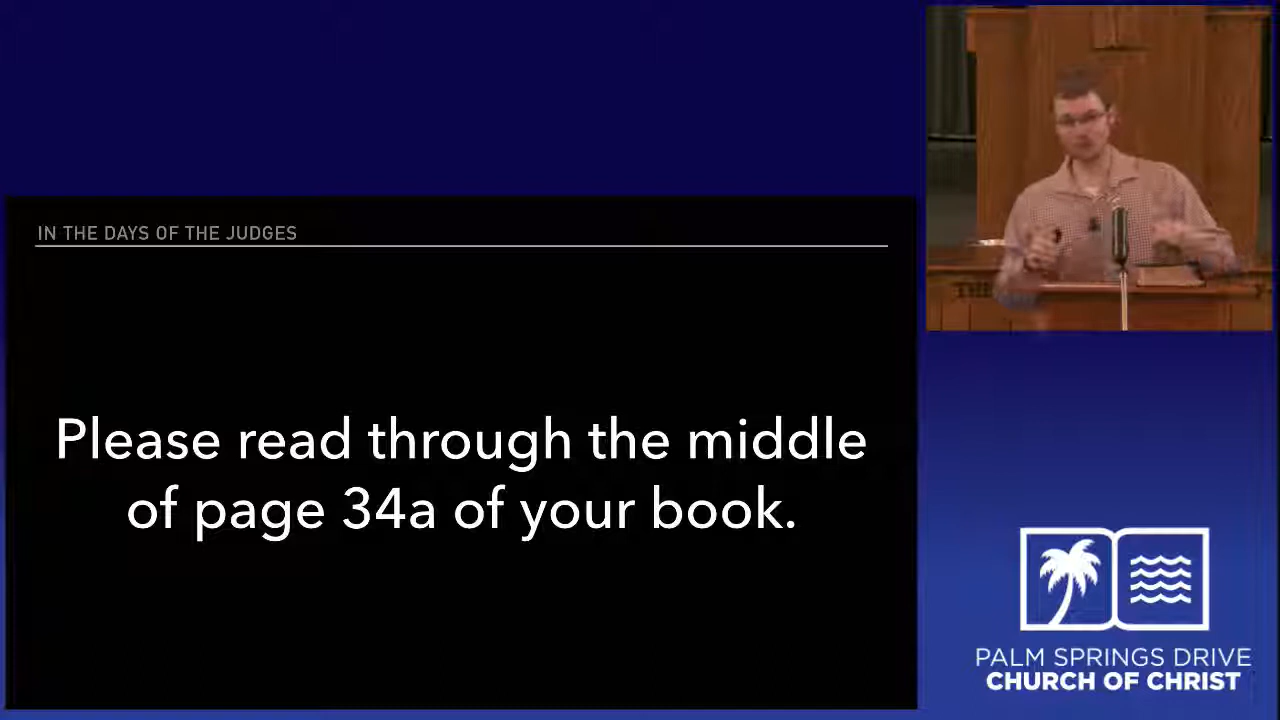 IN THE DAYS OF THE JUDGES
Please read through the middle
of page 34a of your book.
PALM SPRINGS DRIVE
CHURCH OF CHRIST